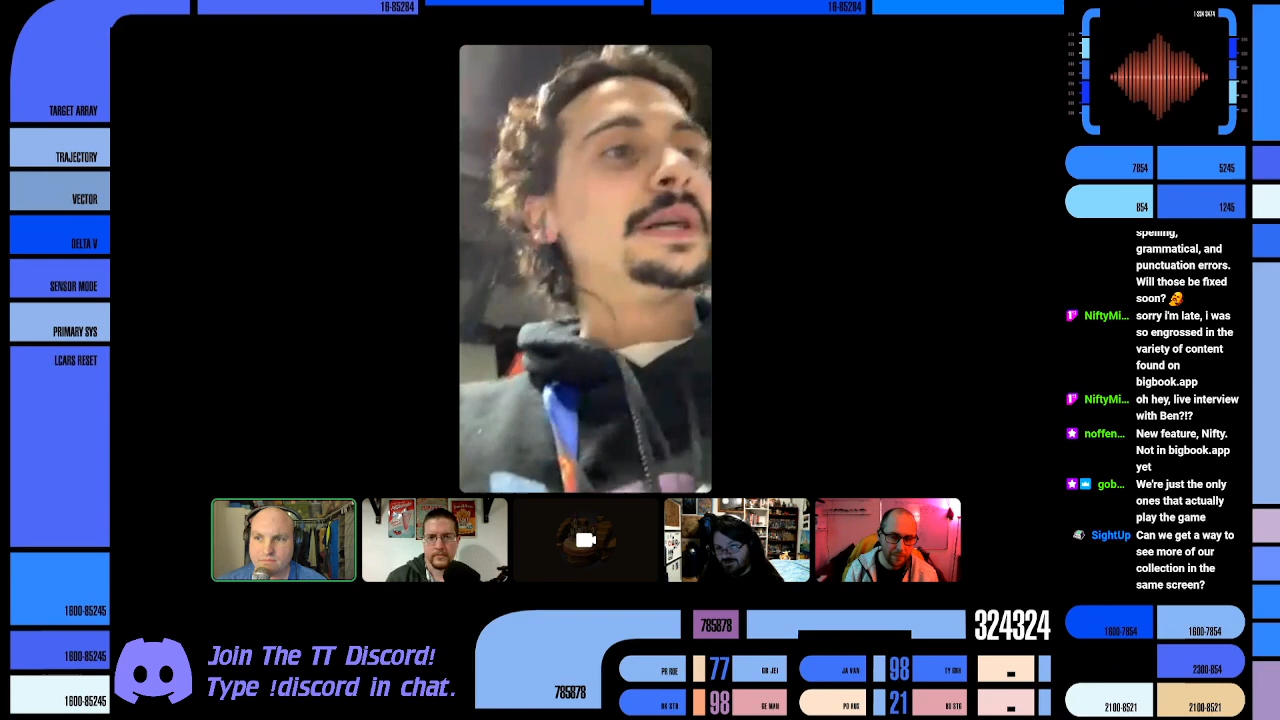 16-85284
16-85284
TARGET ARRAY
TRAJECTORY
VECTOR
DELTA V
SENSOR MODE
PRIMARY SYS
LCARS RESET
1600-85245
1600-85245
1600-85245
7854
5245
854
1245
spelling,
grammatical, and
punctuation errors.
Will those be fixed
soon?
NiftyMi... sorry i'm late, i was
so engrossed in the
variety of content
found on
bigbook.app
NiftyMi... oh hey, live interview
with Ben?!?
noffen... New feature, Nifty.
Not in bigbook.app
yet
gob... We're just the only
ones that actually
play the game
SightUp Can we get a way to
see more of our
collection in the
same screen?
Join The TT Discord!
Type !discord in chat.
785878
785878
324324
77
98
98
21
1600-7854
1600-7854
2300-854
2100-8521
2100-8521